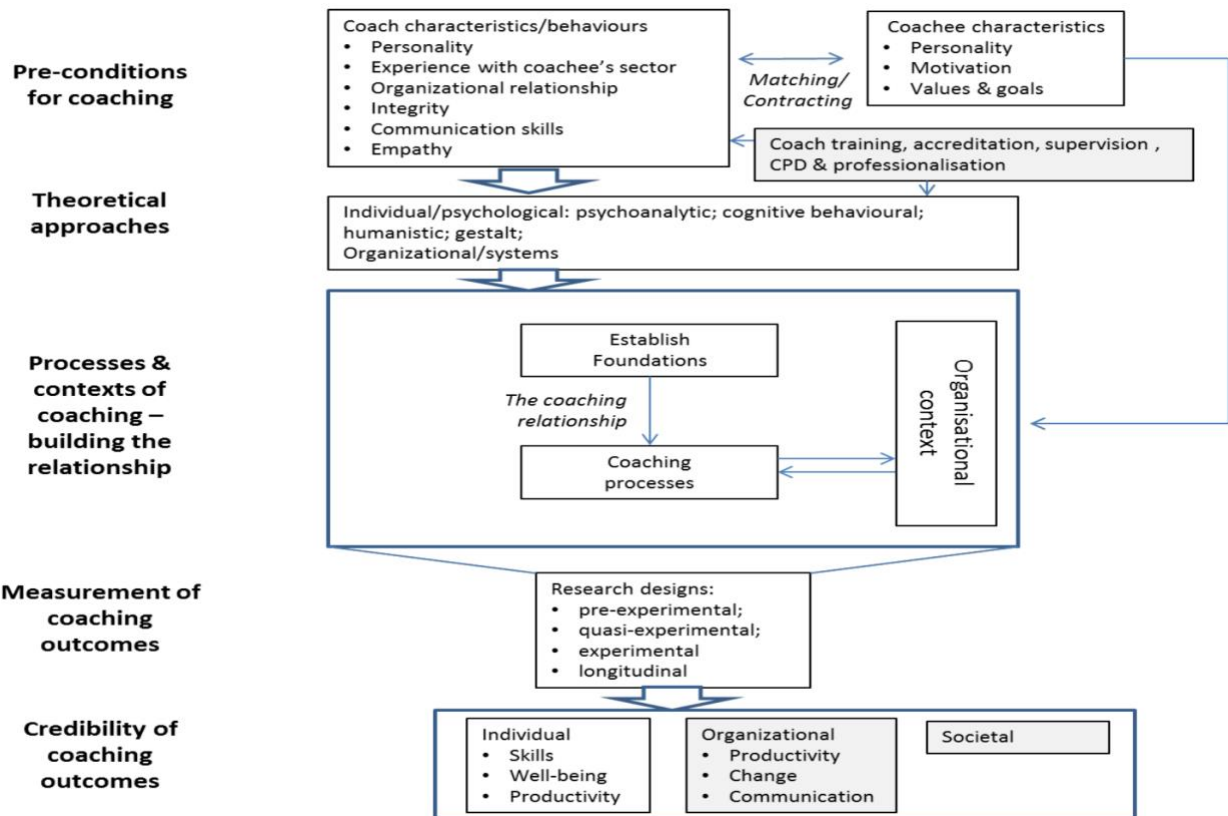 Pre-conditions
for coaching
Coach characteristics/behaviours
• Personality
• Experience with coachee's sector
• Organizational relationship
• Integrity
• Communication skills
• Empathy
Matching/
Contracting
Coachee characteristics
• Personality
• Motivation
• Values & goals
Coach training, accreditation, supervision ,
CPD & professionalisation
Theoretical
approaches
Individual/psychological: psychoanalytic; cognitive behavioural;
humanistic; gestalt;
Organizational/systems
Processes &
contexts of
coaching –
building the
relationship
Establish
Foundations
The coaching
relationship
Coaching
processes
Organisational
context
Measurement of
coaching
outcomes
Research designs:
• pre-experimental;
• quasi-experimental;
• experimental
• longitudinal
Credibility of
coaching
outcomes
Individual
• Skills
• Well-being
• Productivity
Organizational
• Productivity
• Change
• Communication
Societal